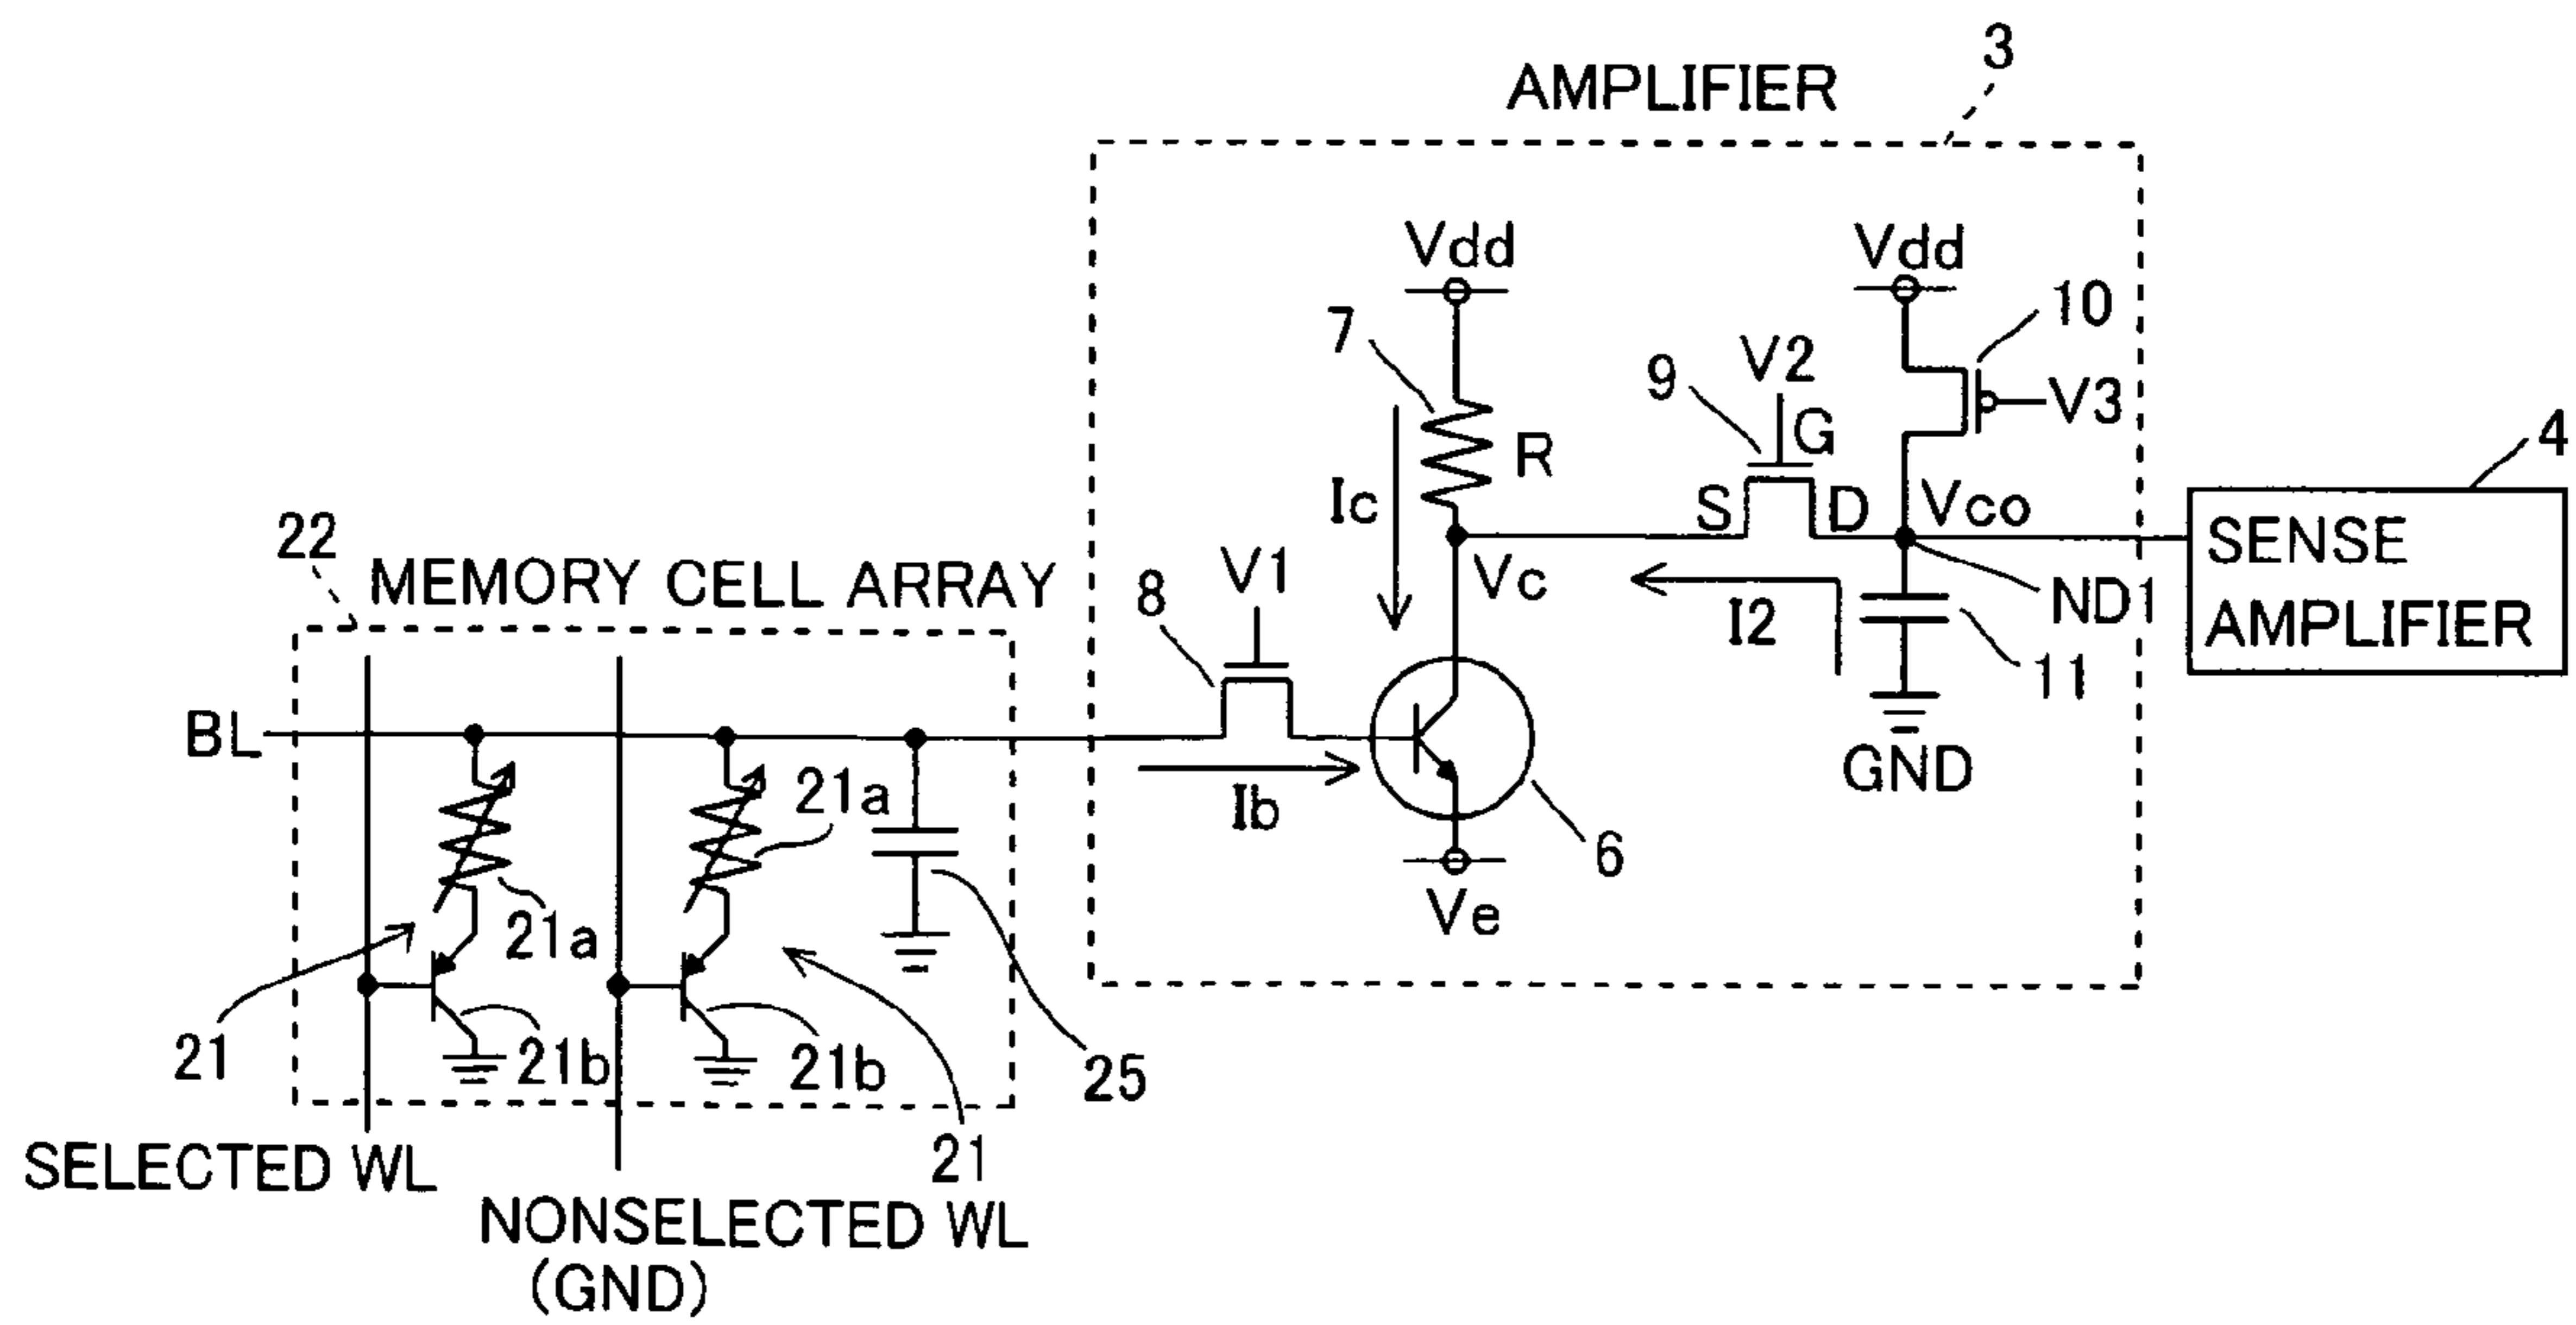 3
AMPLIFIER
Vdd
Vdd
10
7
V2
9
G
V3
R
4
Ic
S
D
Vco
SENSE
AMPLIFIER
22
MEMORY CELL ARRAY
V1
8
Vc
I2
ND1
11
BL
GND
21a
Ib
6
21a
Ve
21
21b
21b
25
21
SELECTED WL
NONSELECTED WL
(GND)